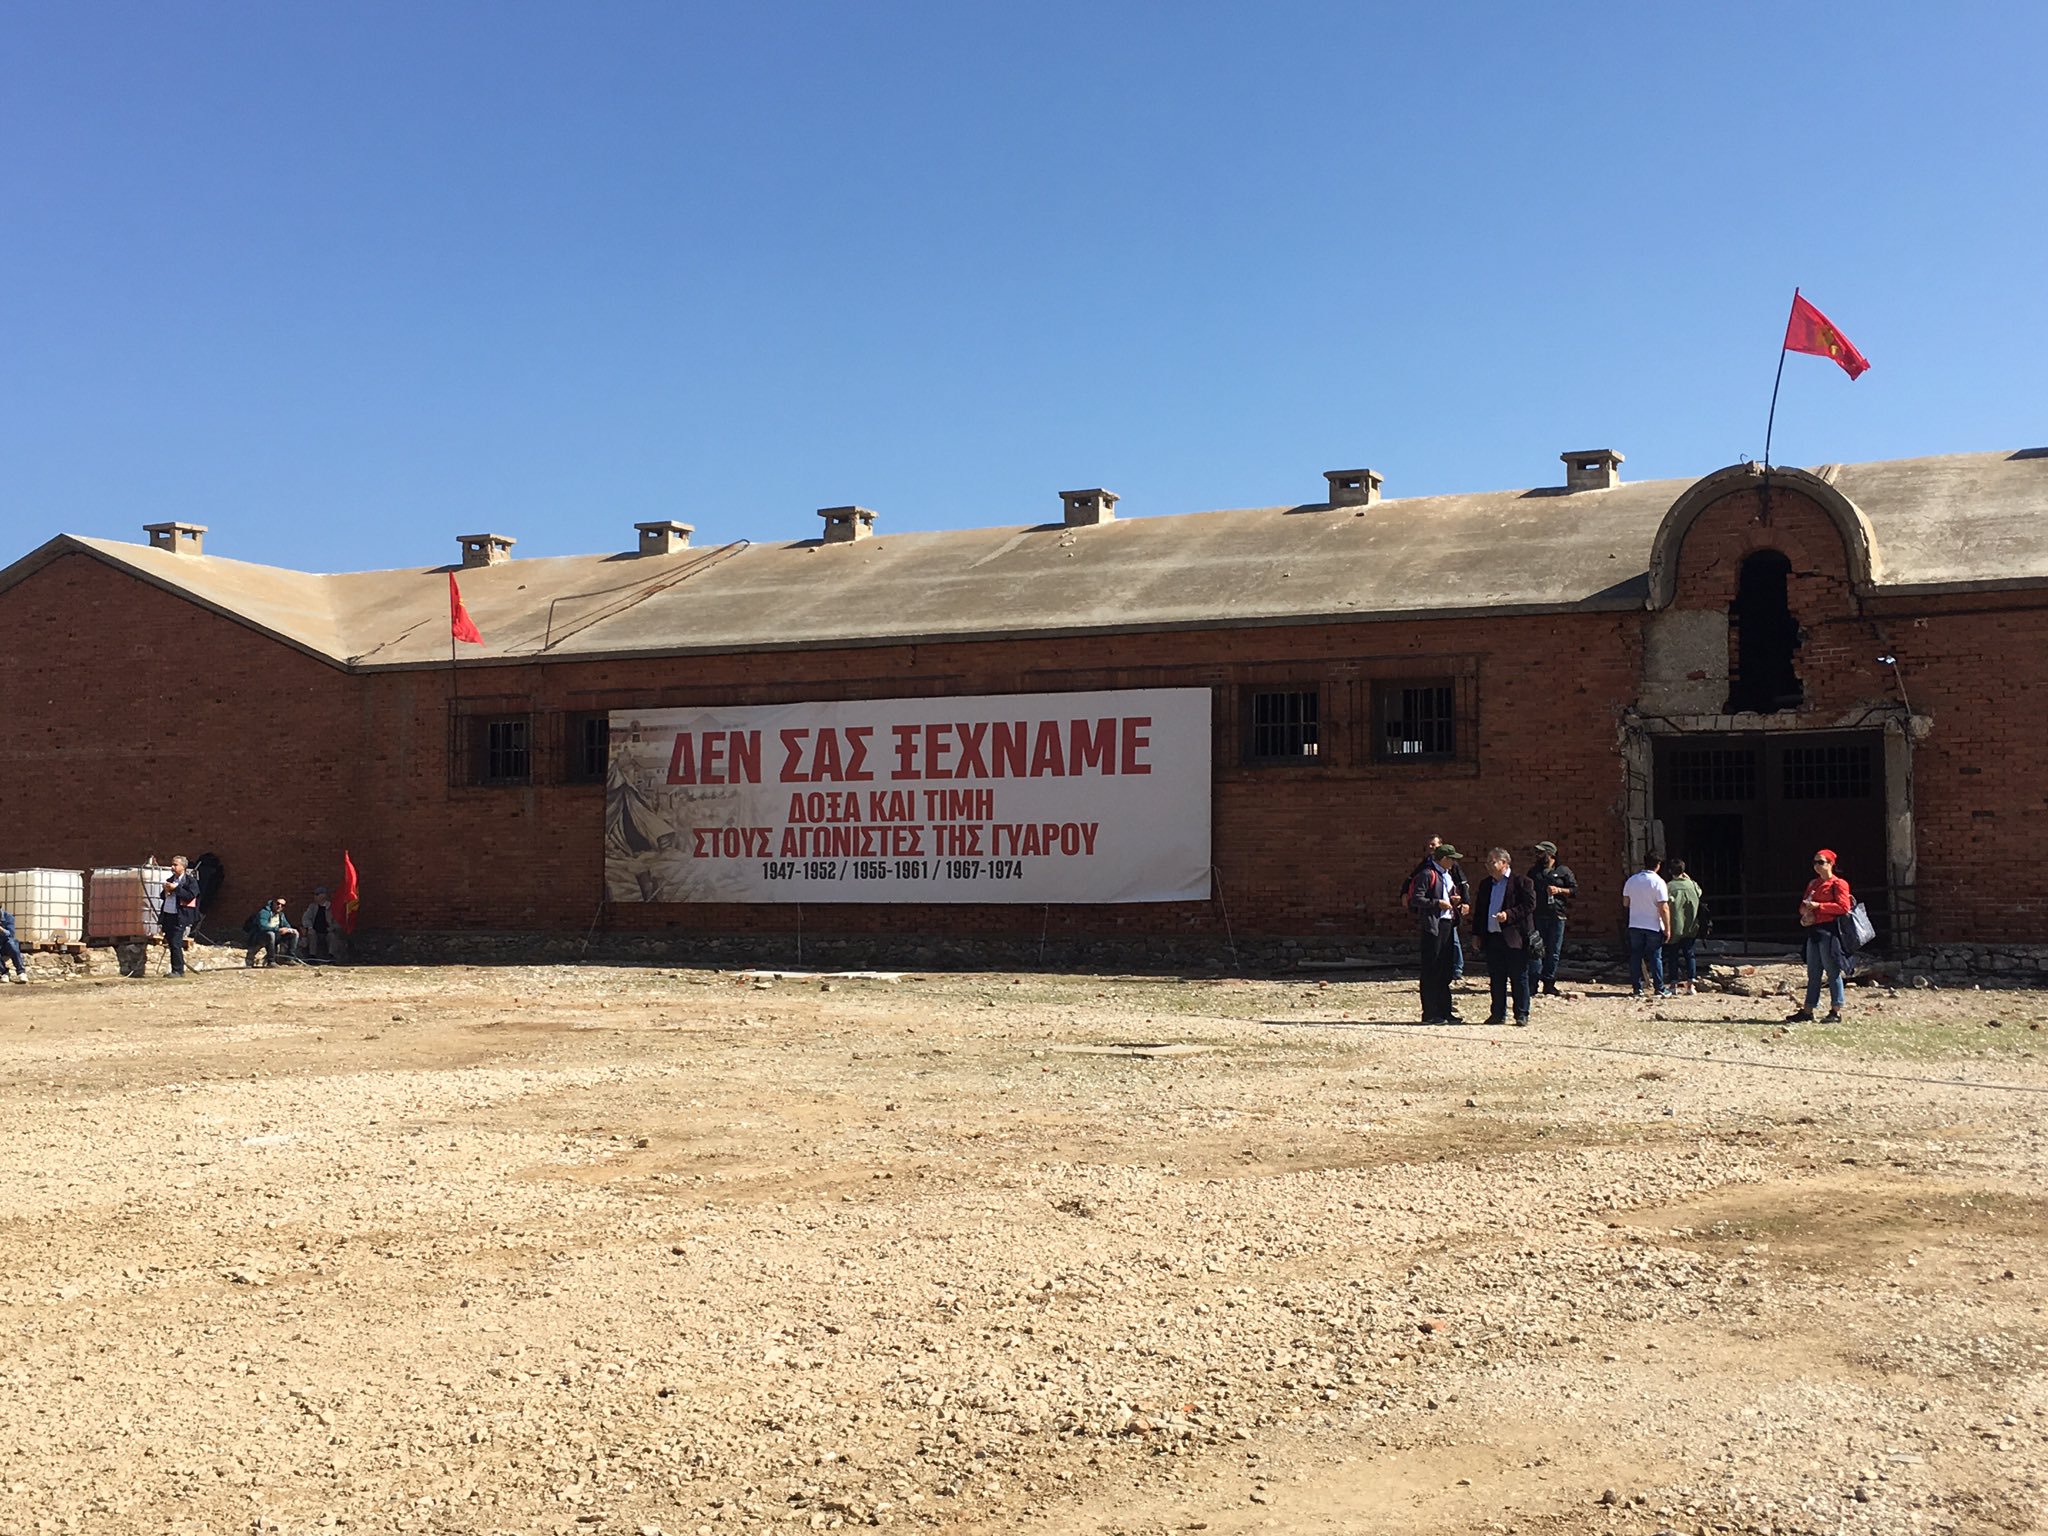 ΔΕΝ ΣΑΣ ΞΕΧΝΑΜΕ
ΔΟΞΑ ΚΑΙ ΤΙΜΗ
ΣΤΟΥΣ ΑΓΩΝΙΣΤΕΣ ΤΗΣ ΓΥΑΡΟΥ
1947-1952 / 1955-1961 / 1967-1974